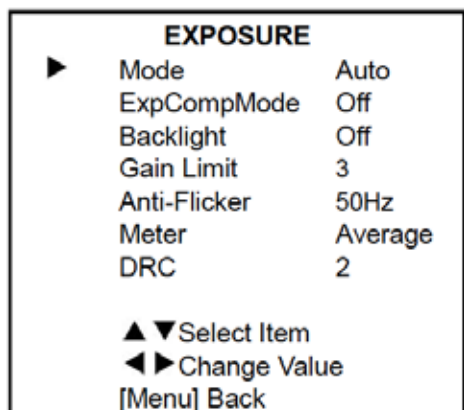 EXPOSURE
▶ Mode Auto
ExpCompMode Off
Backlight Off
Gain Limit 3
Anti-Flicker 50Hz
Meter Average
DRC 2
▲ ▼Select Item
◀ ▶Change Value
[Menu] Back